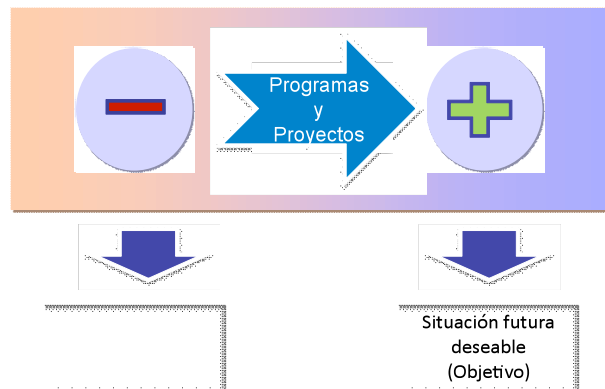 Programas
y
Proyectos
Situación futura
deseable
(Objetivo)